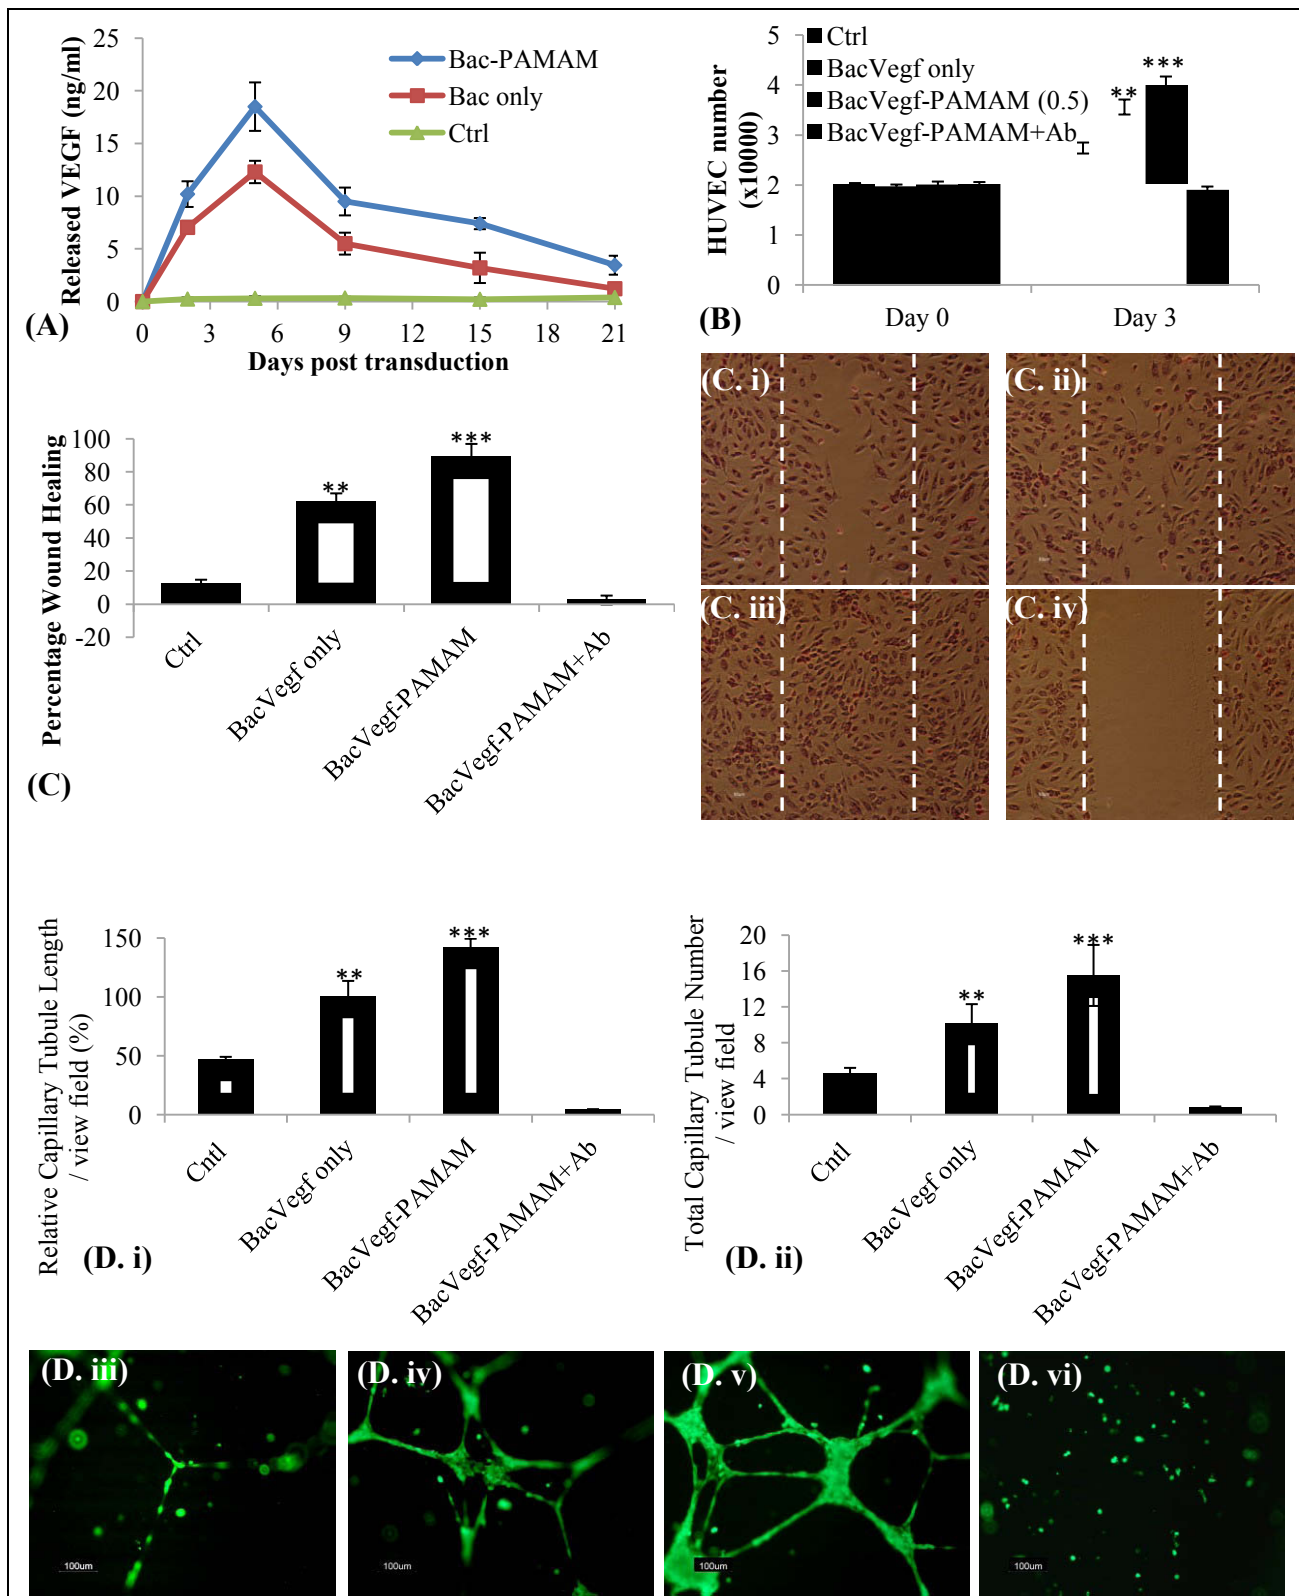 25
20
15
10
5
0
Released VEGF (ng/ml)
Bac-PAMAM
Bac only
Ctrl
0 3 6 9 12 15 18 21
Days post transduction
(A)
5
4
3
2
1
0
HUVEC number
(x10000)
Ctrl
BacVegf only
BacVegf-PAMAM (0.5)
BacVegf-PAMAM+Ab
**
***
Day 0 Day 3
(B)
100
80
60
40
20
0
-20
Percentage Wound Healing
**
***
Ctrl
BacVegf only
BacVegf-PAMAM
BacVegf-PAMAM+Ab
(C)
(C. i)
(C. ii)
(C. iii)
(C. iv)
150
100
50
0
Relative Capillary Tubule Length
/ view field (%)
**
***
Cntl
BacVegf only
BacVegf-PAMAM
BacVegf-PAMAM+Ab
(D. i)
20
16
12
8
4
0
Total Capillary Tubule Number
/ view field
**
***
Cntl
BacVegf only
BacVegf-PAMAM
BacVegf-PAMAM+Ab
(D. ii)
(D. iii)
100um
(D. iv)
100um
(D. v)
100um
(D. vi)
100um